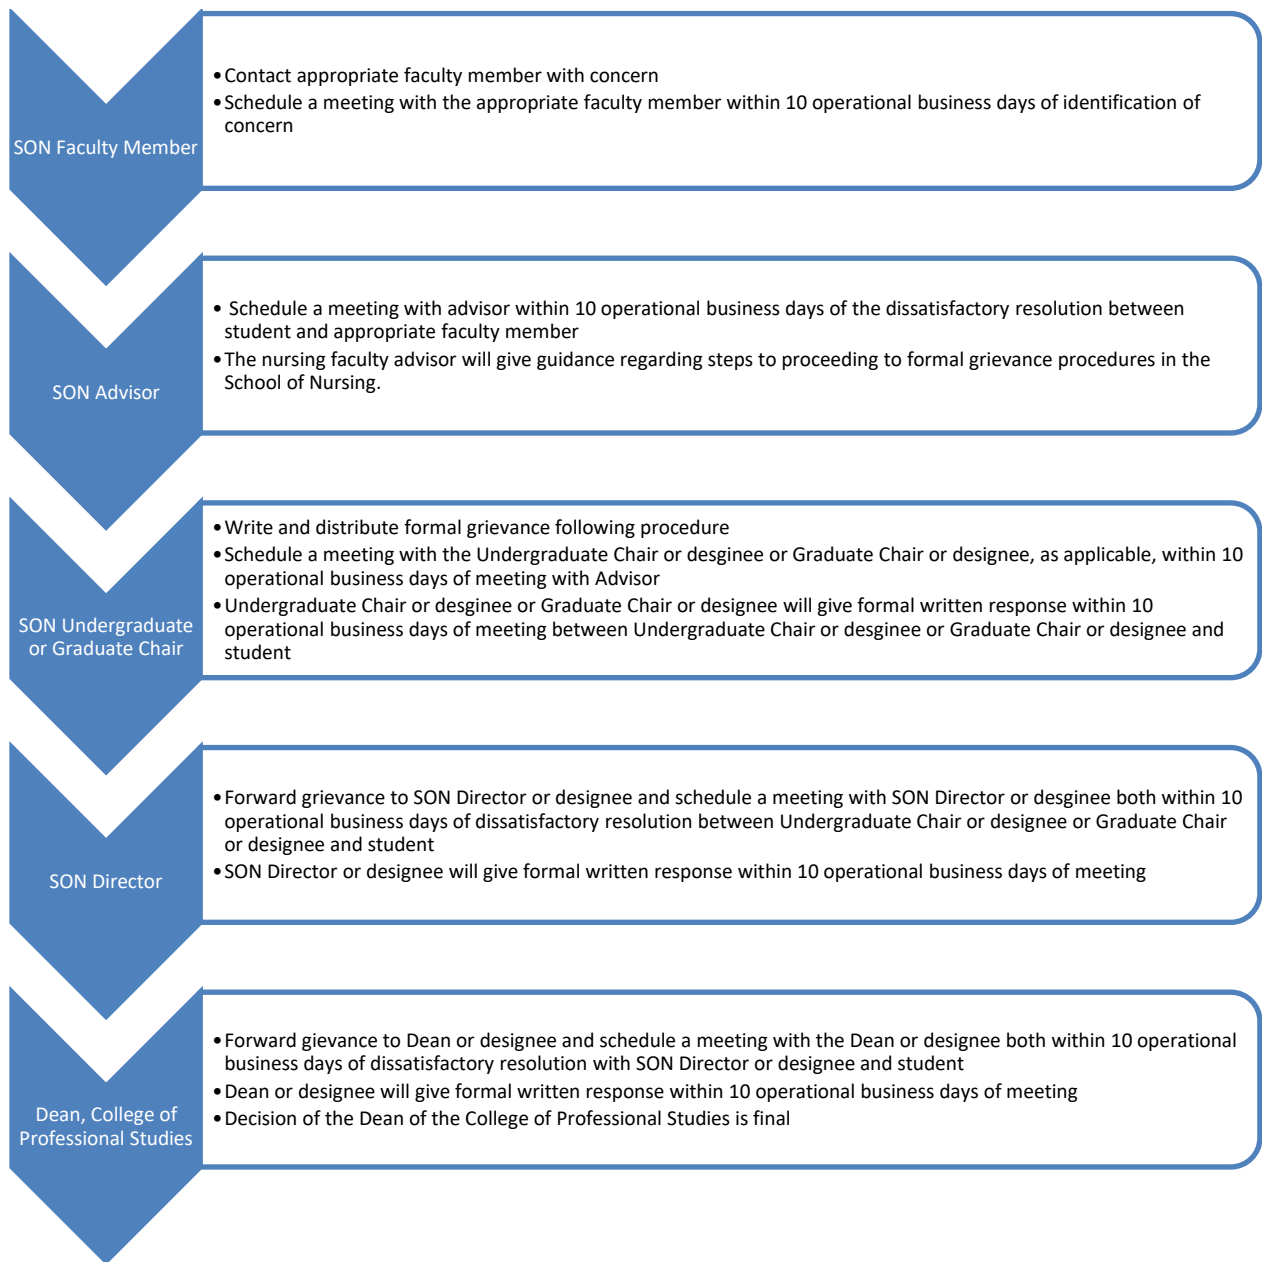 SON Faculty Member
•Contact appropriate faculty member with concern
•Schedule a meeting with the appropriate faculty member within 10 operational business days of identification of
concern
SON Advisor
• Schedule a meeting with advisor within 10 operational business days of the dissatisfactory resolution between
student and appropriate faculty member
•The nursing faculty advisor will give guidance regarding steps to proceeding to formal grievance procedures in the
School of Nursing.
SON Undergraduate
or Graduate Chair
•Write and distribute formal grievance following procedure
•Schedule a meeting with the Undergraduate Chair or desginee or Graduate Chair or designee, as applicable, within 10
operational business days of meeting with Advisor
•Undergraduate Chair or desginee or Graduate Chair or designee will give formal written response within 10
operational business days of meeting between Undergraduate Chair or desginee or Graduate Chair or designee and
student
SON Director
•Forward grievance to SON Director or designee and schedule a meeting with SON Director or desginee both within 10
operational business days of dissatisfactory resolution between Undergraduate Chair or designee or Graduate Chair
or designee and student
•SON Director or designee will give formal written response within 10 operational business days of meeting
Dean, College of
Professional Studies
•Forward gievance to Dean or designee and schedule a meeting with the Dean or designee both within 10 operational
business days of dissatisfactory resolution with SON Director or designee and student
•Dean or designee will give formal written response within 10 operational business days of meeting
•Decision of the Dean of the College of Professional Studies is final